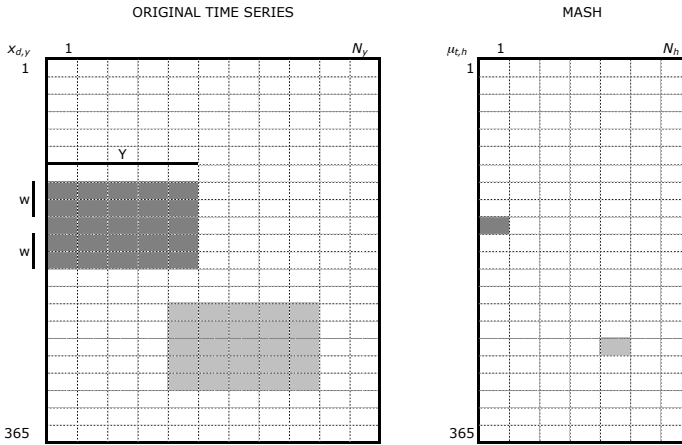 ORIGINAL TIME SERIES
MASH
x_{d,y} 1 N_y
μ_{t,h} 1 N_h
1
1
Y
w
w
365
365